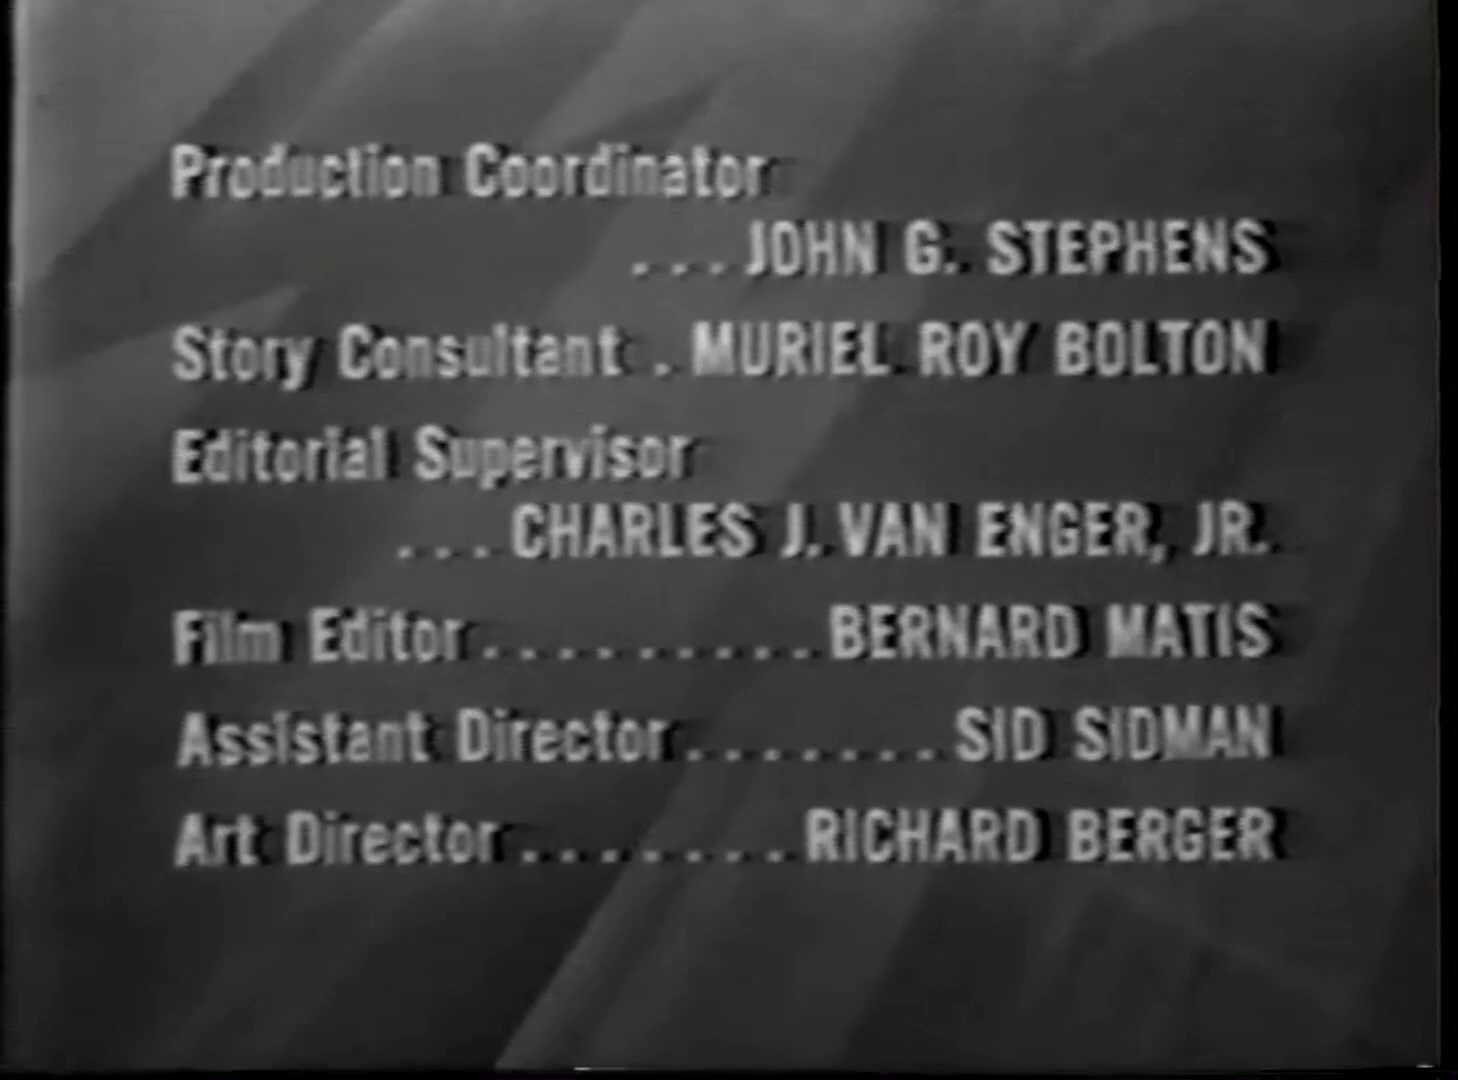 Production Coordinator
...JOHN G. STEPHENS
Story Consultant . MURIEL ROY BOLTON
Editorial Supervisor
...CHARLES J. VAN ENGER, JR.
Film Editor..........BERNARD MATIS
Assistant Director.......SID SIDMAN
Art Director.......RICHARD BERGER